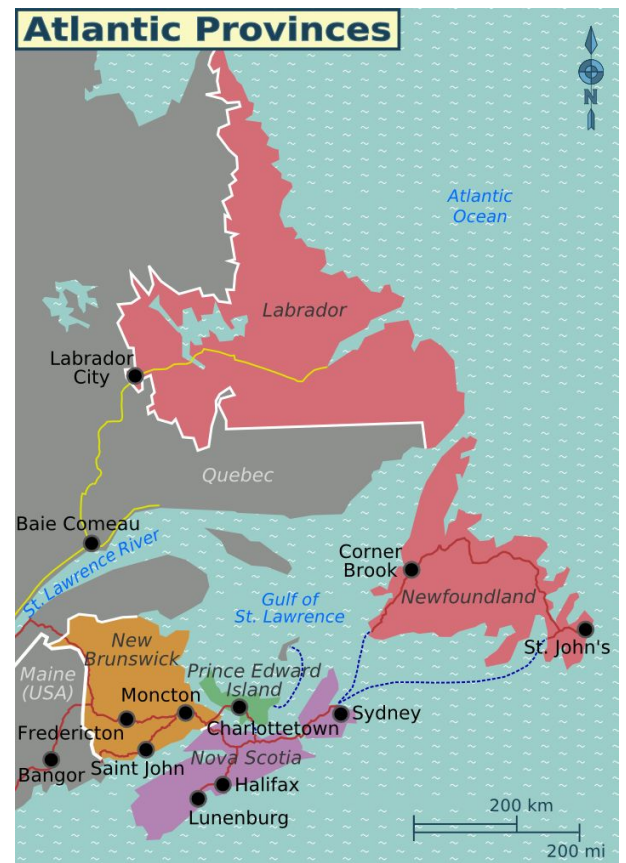 Atlantic Provinces
N
Atlantic
Ocean
Labrador
Labrador
City
Quebec
Baie Comeau
St. Lawrence River
Corner
Brook
Newfoundland
Gulf of
St. Lawrence
St. John's
New
Brunswick
Maine
(USA)
Prince Edward
Island
Moncton
Sydney
Fredericton
Charlottetown
Saint John
Nova Scotia
Bangor
Halifax
Lunenburg
200 km
200 mi